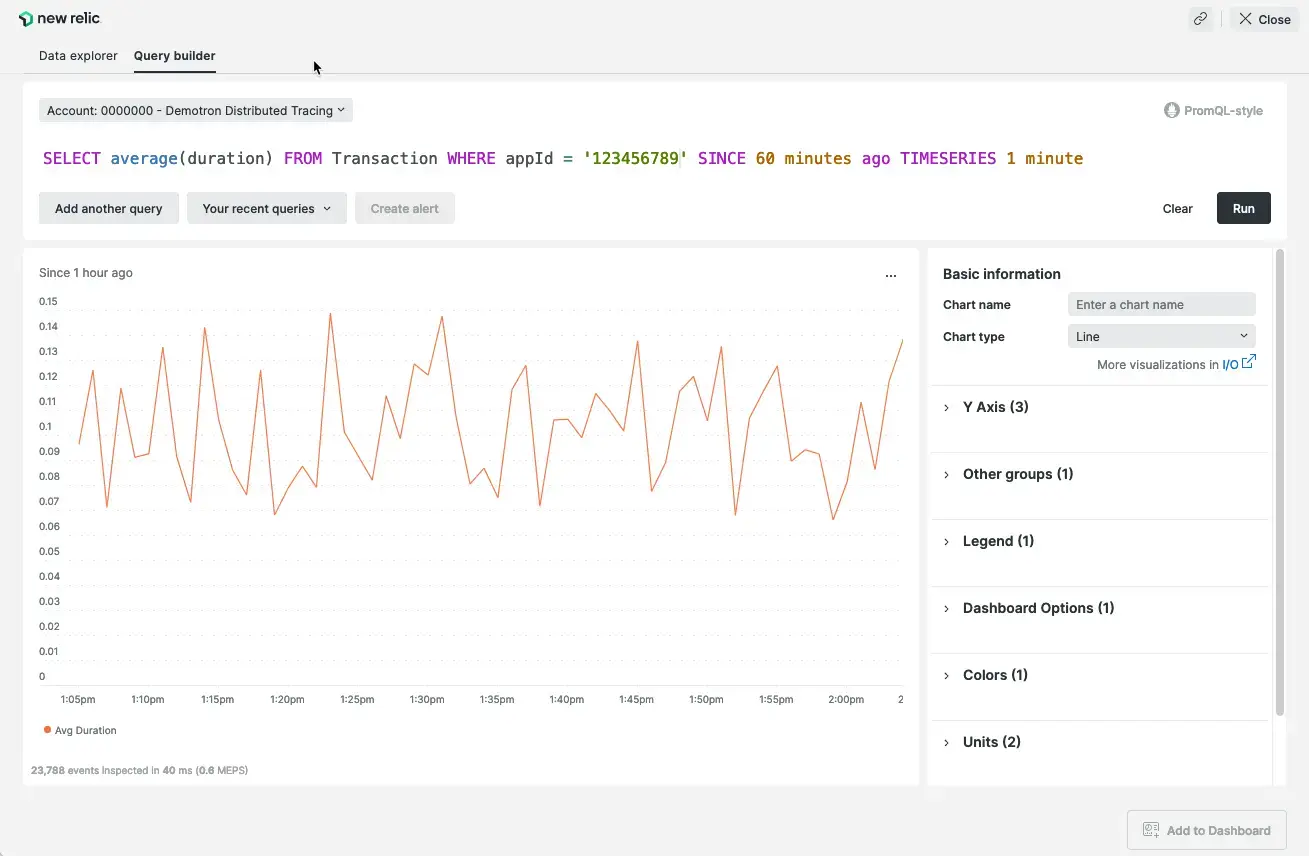 new relic.
Close
Data explorer
Query builder
Account: 0000000 - Demotron Distributed Tracing
PromQL-style
SELECT average(duration) FROM Transaction WHERE appId = '123456789' SINCE 60 minutes ago TIMESERIES 1 minute
Add another query
Your recent queries
Create alert
Clear
Run
Since 1 hour ago
...
0.15
0.14
0.13
0.12
0.11
0.1
0.09
0.08
0.07
0.06
0.05
0.04
0.03
0.02
0.01
0
1:05pm 1:10pm 1:15pm 1:20pm 1:25pm 1:30pm 1:35pm 1:40pm 1:45pm 1:50pm 1:55pm 2:00pm 2
Avg Duration
23,788 events inspected in 40 ms (0.6 MEPS)
Basic information
Chart name
Enter a chart name
Chart type
Line
More visualizations in I/O
Y Axis (3)
Other groups (1)
Legend (1)
Dashboard Options (1)
Colors (1)
Units (2)
Add to Dashboard